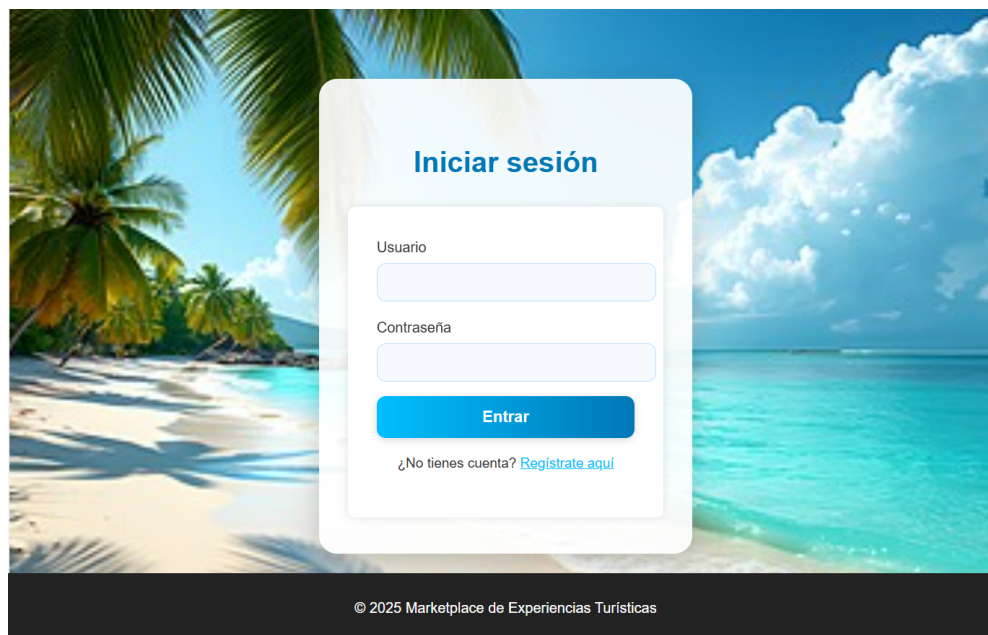 Iniciar sesión
Usuario
Contraseña
Entrar
¿No tienes cuenta? Regístrate aquí
© 2025 Marketplace de Experiencias Turísticas